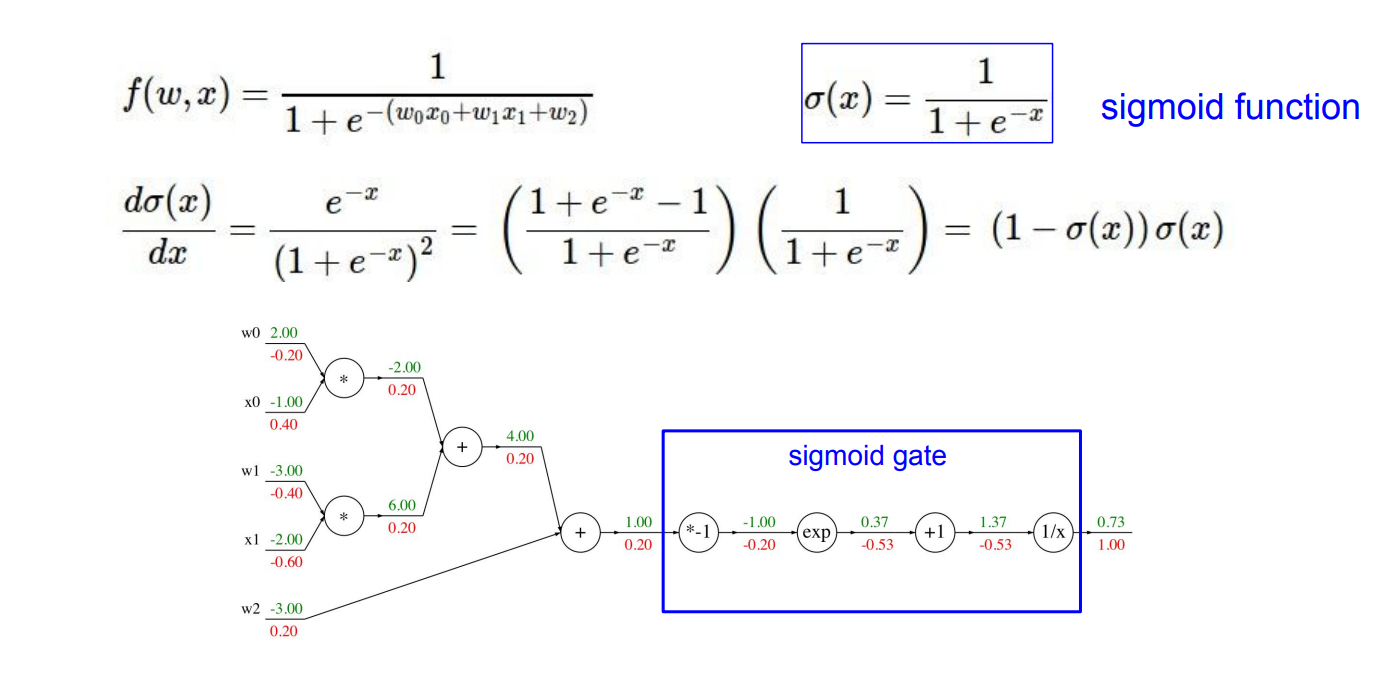 f(w, x) = 1 / (1 + e^−(w₀x₀+w₁x₁+w₂))
σ(x) = 1 / (1 + e^−x)
sigmoid function
dσ(x)/dx = e^−x / (1 + e^−x)² = ((1 + e^−x − 1) / (1 + e^−x)) (1 / (1 + e^−x)) = (1 − σ(x)) σ(x)
w0 2.00
-0.20
*
-2.00
0.20
x0 -1.00
0.40
+
4.00
0.20
w1 -3.00
-0.40
*
6.00
0.20
x1 -2.00
-0.60
w2 -3.00
0.20
+
1.00
0.20
sigmoid gate
*-1
-1.00
-0.20
exp
0.37
-0.53
+1
1.37
-0.53
1/x
0.73
1.00